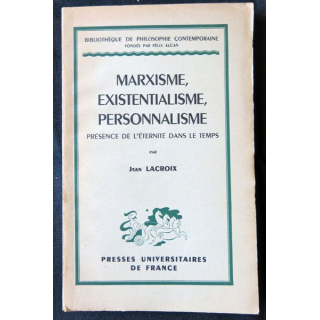 BIBLIOTHÈQUE DE PHILOSOPHIE CONTEMPORAINE
FONDÉE PAR FÉLIX ALCAN
MARXISME,
EXISTENTIALISME,
PERSONNALISME
PRÉSENCE DE L'ÉTERNITÉ DANS LE TEMPS
PAR
JEAN LACROIX
PRESSES UNIVERSITAIRES
DE FRANCE